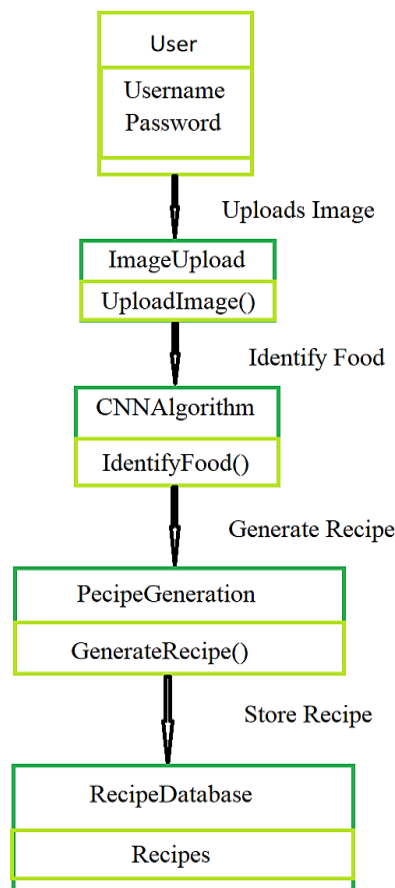 User
Username
Password
Uploads Image
ImageUpload
UploadImage()
Identify Food
CNNAlgorithm
IdentifyFood()
Generate Recipe
PecipeGeneration
GenerateRecipe()
Store Recipe
RecipeDatabase
Recipes